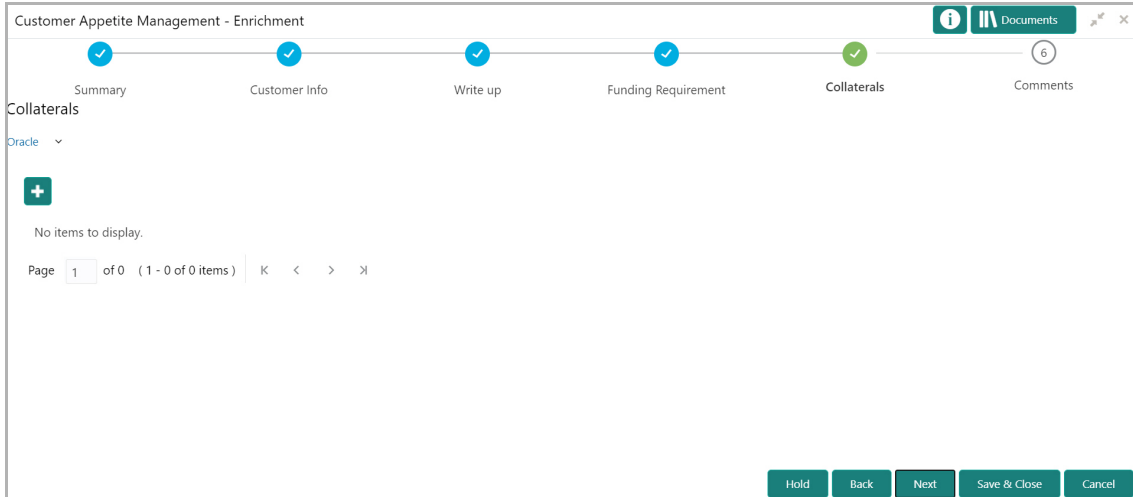 Customer Appetite Management - Enrichment
Documents
6
Summary
Customer Info
Write up
Funding Requirement
Collaterals
Comments
Collaterals
Oracle
No items to display.
Page 1 of 0 ( 1 - 0 of 0 items )
Hold
Back
Next
Save & Close
Cancel